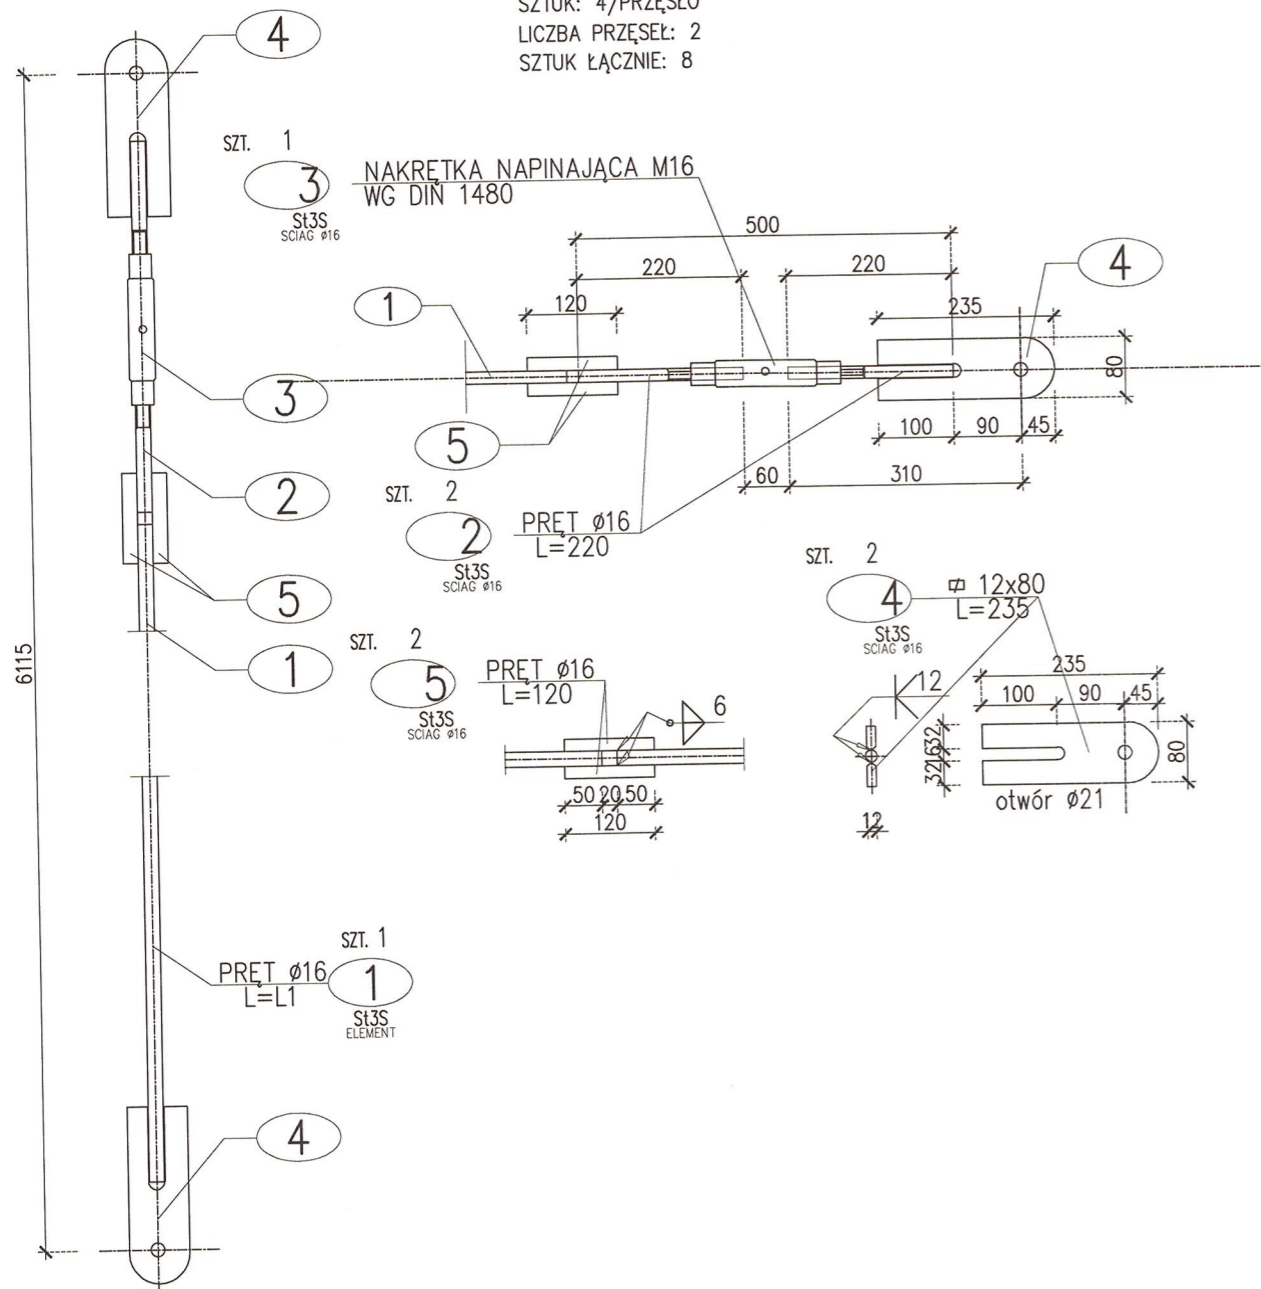 SZTUK: 4/PRZĘSŁO
LICZBA PRZĘSEŁ: 2
SZTUK ŁĄCZNIE: 8
4
SZT. 1
3
St3S
SCIAG ø16
NAKRĘTKA NAPINAJĄCA M16
WG DIN 1480
500
220
220
4
120
1
235
80
3
5
100
90
45
60
310
2
SZT. 2
2
St3S
SCIAG ø16
PRĘT ø16
L=220
5
SZT. 2
4
St3S
SCIAG ø16
12x80
L=235
6115
1
SZT. 2
5
St3S
SCIAG ø16
PRĘT ø16
L=120
6
50
20
50
120
12
12
235
100
90
45
32
16
32
80
otwór ø21
PRĘT ø16
L=L1
SZT. 1
1
St3S
ELEMENT
4